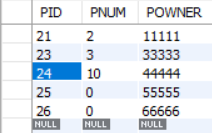 PID PNUM POWNER
21 2 11111
23 3 33333
24 10 44444
25 0 55555
26 0 66666
NULL NULL NULL